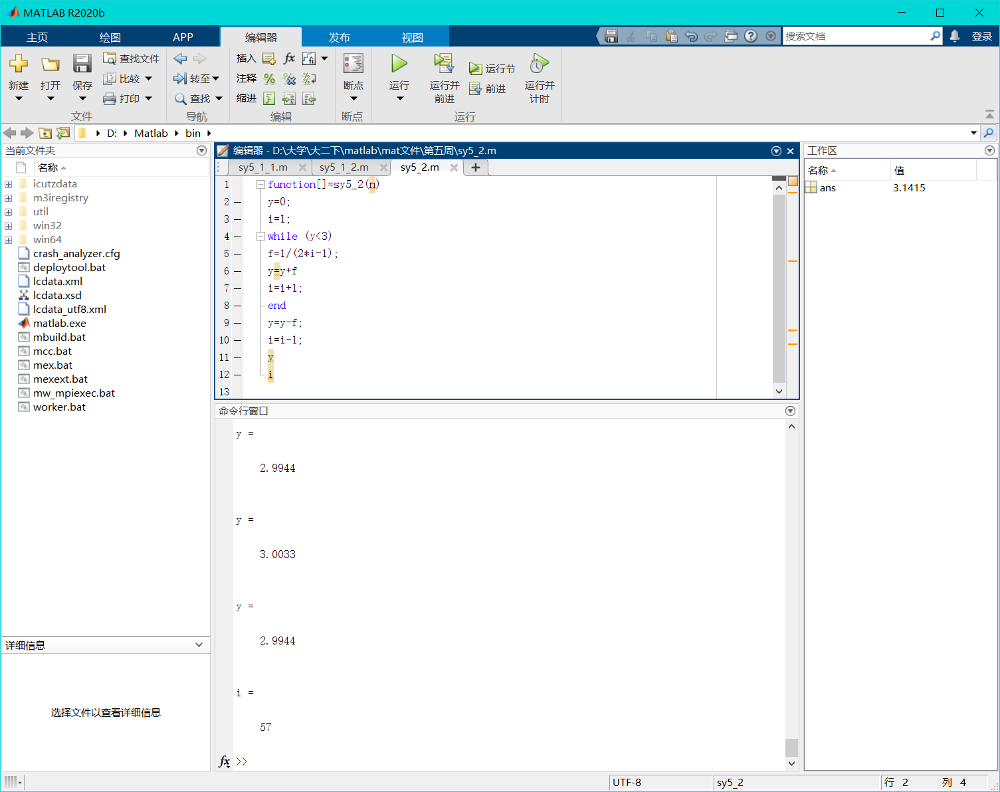 MATLAB R2020b
主页 绘图 APP 编辑器 发布 视图
搜索文档
登录
新建 打开 保存
查找文件
比较
打印
文件
转至
查找
导航
插入 fx fi
注释
缩进
编辑
断点
断点
运行 运行并前进 运行节 前进 运行并计时
运行
D: Matlab bin
当前文件夹
名称
icutzdata
m3iregistry
util
win32
win64
crash_analyzer.cfg
deploytool.bat
lcdata.xml
lcdata.xsd
lcdata_utf8.xml
matlab.exe
mbuild.bat
mcc.bat
mex.bat
mexext.bat
mw_mpiexec.bat
worker.bat
详细信息
选择文件以查看详细信息
编辑器 - D:\大学\大二下\matlab\mat文件\第五周\sy5_2.m
sy5_1_1.m sy5_1_2.m sy5_2.m
1 function[]=sy5_2(n)
2 y=0;
3 i=1;
4 while (y<3)
5 f=1/(2*i-1);
6 y=y+f
7 i=i+1;
8 end
9 y=y-f;
10 i=i-1;
11 y
12 i
13
命令行窗口
y =
2.9944
y =
3.0033
y =
2.9944
i =
57
fx >>
工作区
名称 值
ans 3.1415
UTF-8 sy5_2 行 2 列 4